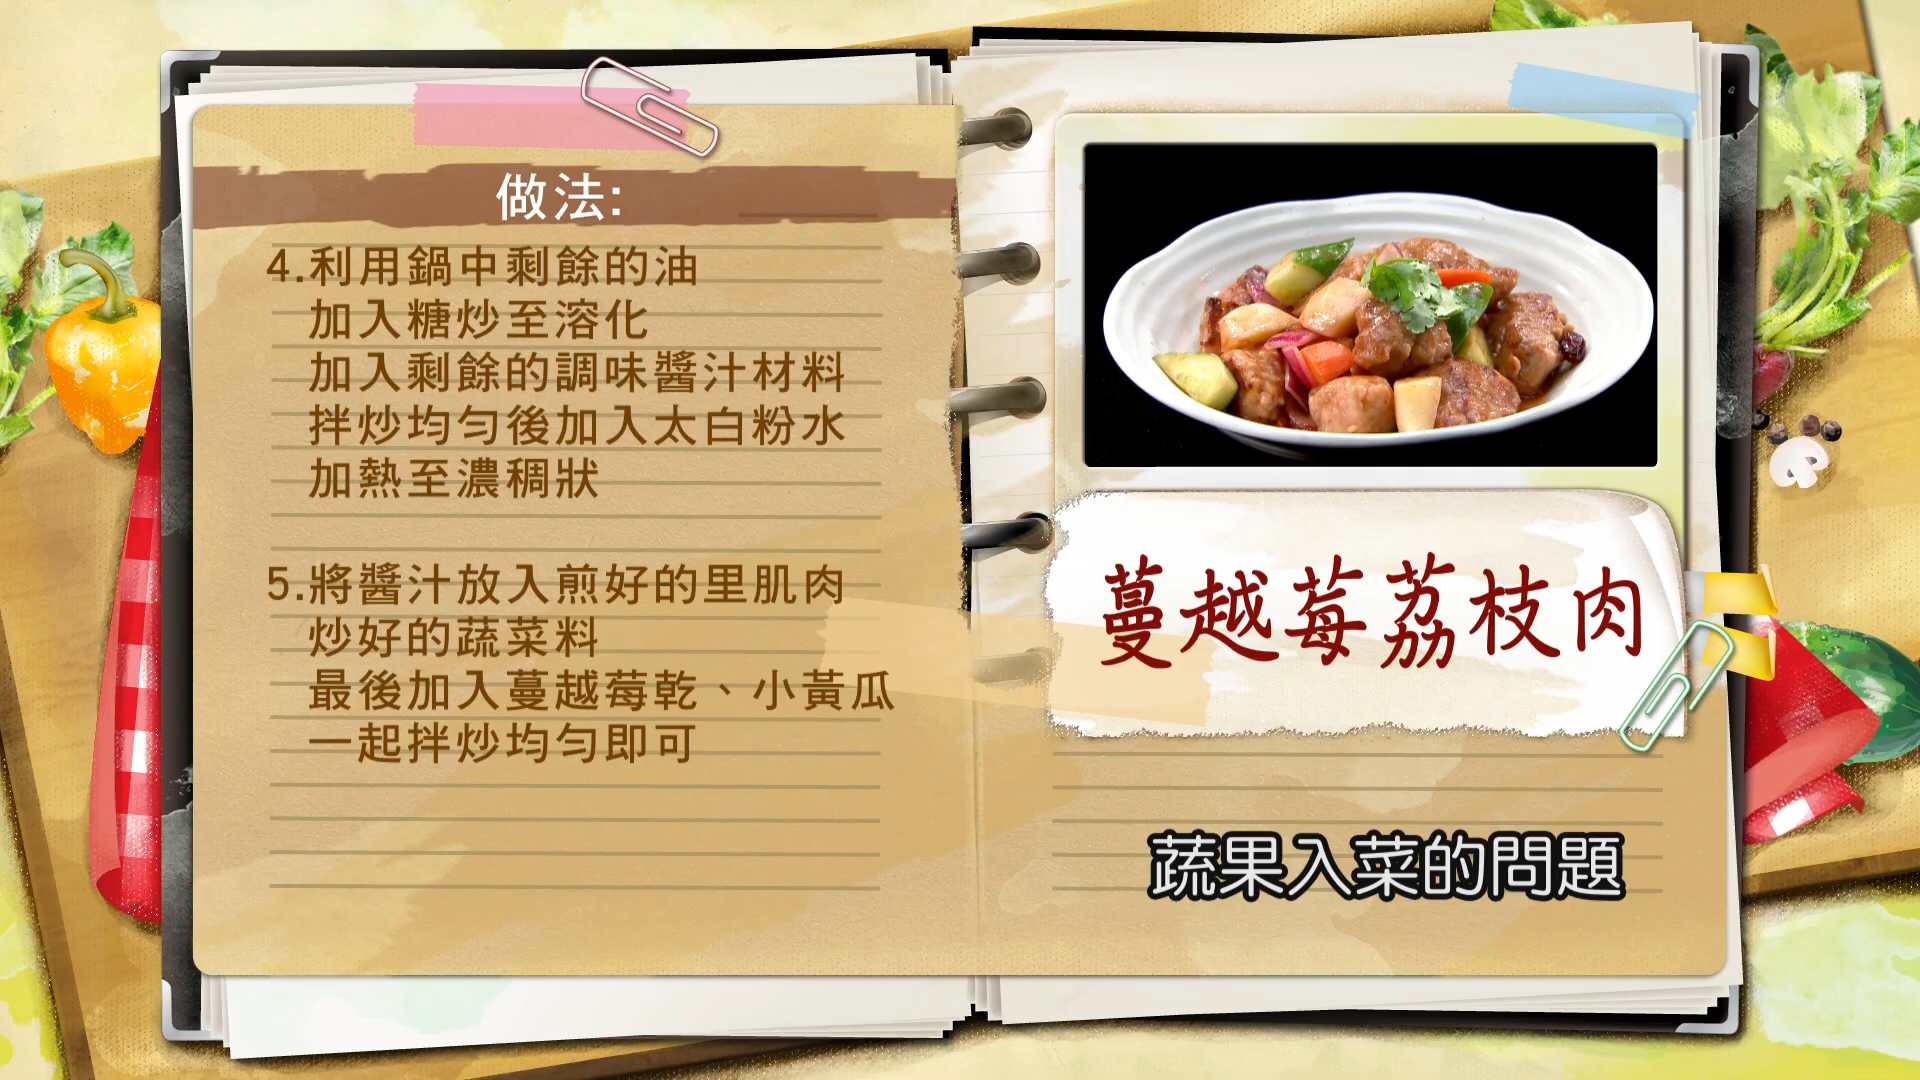 做法:
4.利用鍋中剩餘的油
加入糖炒至溶化
加入剩餘的調味醬汁材料
拌炒均勻後加入太白粉水
加熱至濃稠狀
5.將醬汁放入煎好的里肌肉
炒好的蔬菜料
最後加入蔓越莓乾、小黃瓜
一起拌炒均勻即可
蔓越莓荔枝肉
蔬果入菜的問題